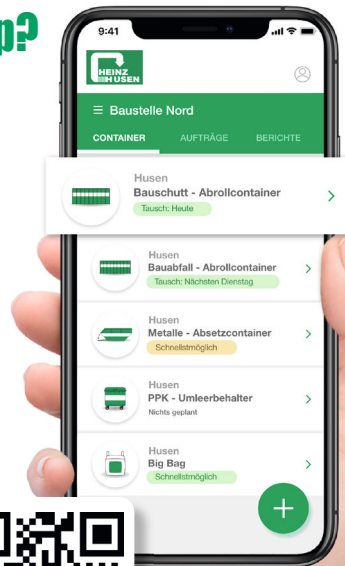 p?
9:41
HEINZ
HUSEN
Baustelle Nord
CONTAINER AUFTRÄGE BERICHTE
Husen
Bauschutt - Abrollcontainer
Tausch: Heute
Husen
Bauabfall - Abrollcontainer
Tausch: Nächsten Dienstag
Husen
Metalle - Absetzcontainer
Schnellstmöglich
Husen
PPK - Umleerbehalter
Nichts geplant
Husen
Big Bag
Schnellstmöglich
+